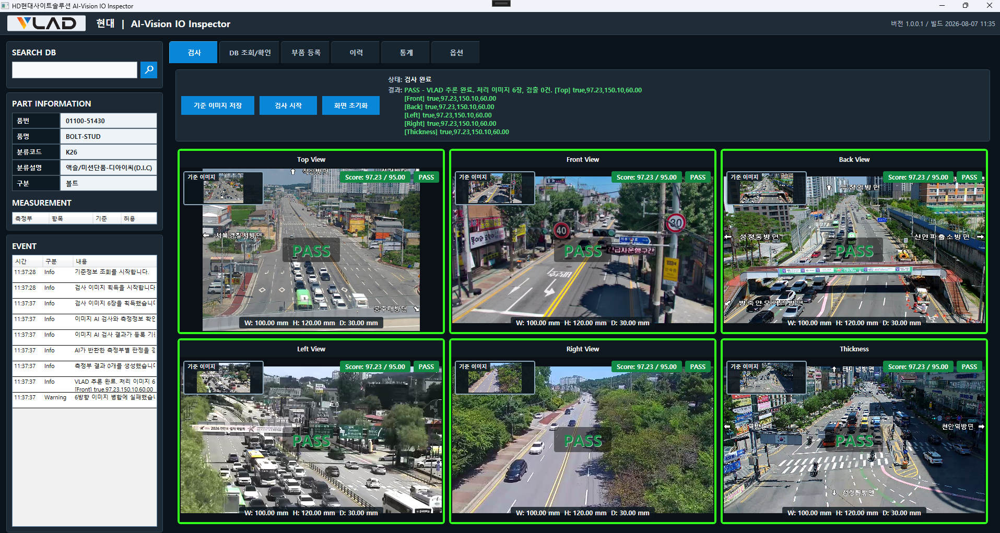 HD현대사이트솔루션 AI-Vision IO Inspector
VLAD 현대 | AI-Vision IO Inspector
버전 1.0.0.1 / 빌드 2026-08-07 11:35
SEARCH DB
PART INFORMATION
품번 01100-51430
품명 BOLT-STUD
분류코드 K26
분류설명 액슬/미션단품-디아이씨(D.I.C)
구분 볼트
MEASUREMENT
측정부 항목 기준 허용
EVENT
시간 구분 내용
11:37:28 Info 기준정보 조회를 시작합니다.
11:37:28 Info 검사 이미지 획득을 시작합니다
11:37:37 Info 검사 이미지 6장을 획득했습니다
11:37:37 Info 이미지 AI 검사와 측정정보 확인
11:37:37 Info 이미지 AI 검사 결과가 등록 기준
11:37:37 Info AI가 반환한 측정부별 판정을 검
11:37:37 Info 측정부 결과 0개를 생성했습니다
11:37:37 Info VLAD 추론 완료. 처리 이미지 6
[Front] true,97.23,150.10,60.00
11:37:37 Warning 6방향 이미지 병합에 실패했습니
검사 DB 조회/확인 부품 등록 이력 통계 옵션
기준 이미지 저장 검사 시작 화면 초기화
상태: 검사 완료
결과: PASS - VLAD 추론 완료. 처리 이미지 6장, 검출 0건. [Top] true,97.23,150.10,60.00
[Front] true,97.23,150.10,60.00
[Back] true,97.23,150.10,60.00
[Left] true,97.23,150.10,60.00
[Right] true,97.23,150.10,60.00
[Thickness] true,97.23,150.10,60.00
Top View
기준 이미지
직산방면
Score: 97.23 / 95.00 PASS
서북경찰서방면
PASS
공주대방면
W: 100.00 mm H: 120.00 mm D: 30.00 mm
Front View
기준 이미지
Score: 97.23 / 95.00 PASS
40
30
긴급차운행구간
PASS
W: 100.00 mm H: 120.00 mm D: 30.00 mm
Back View
기준 이미지
두정역방면
Score: 97.23 / 95.00 PASS
성정동방면
신안파출소방면
PASS
방죽안오거리방면
W: 100.00 mm H: 120.00 mm D: 30.00 mm
Left View
기준 이미지
Score: 97.23 / 95.00 PASS
2026 천안 K-컬처 박람회
PASS
W: 100.00 mm H: 120.00 mm D: 30.00 mm
Right View
기준 이미지
Score: 97.23 / 95.00 PASS
PASS
W: 100.00 mm H: 120.00 mm D: 30.00 mm
Thickness
기준 이미지
터미널방면
Score: 97.23 / 95.00 PASS
두정역방면
천안역방면
PASS
성정동방면
W: 100.00 mm H: 120.00 mm D: 30.00 mm